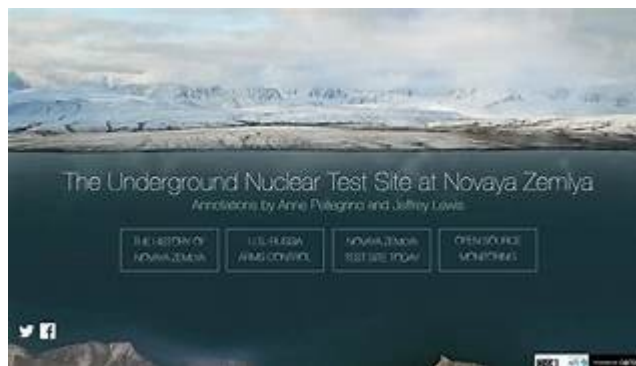 The Underground Nuclear Test Site at Novaya Zemlya
Annotations by Anne Pellegrino and Jeffrey Lewis
THE HISTORY OF
NOVAYA ZEMLYA
U.S.-RUSSIA
ARMS CONTROL
NOVAYA ZEMLYA
TEST SITE TODAY
OPEN SOURCE
MONITORING